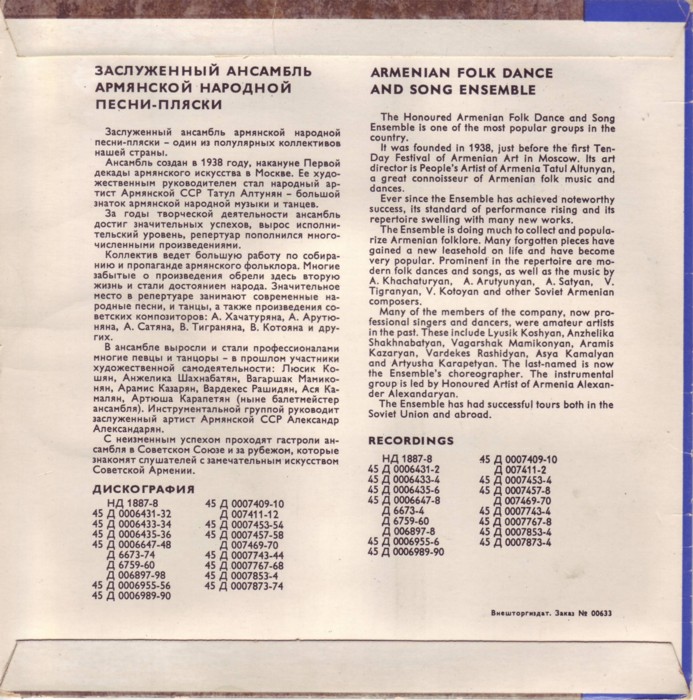 ЗАСЛУЖЕННЫЙ АНСАМБЛЬ
АРМЯНСКОЙ НАРОДНОЙ
ПЕСНИ-ПЛЯСКИ
Заслуженный ансамбль армянской народной
песни-пляски – один из популярных коллективов
нашей страны.
Ансамбль создан в 1938 году, накануне Первой
декады армянского искусства в Москве. Ее худо-
жественным руководителем стал народный ар-
тист Армянской ССР Татул Алтунян – большой
знаток армянской народной музыки и танцев.
За годы творческой деятельности ансамбль
достиг значительных успехов, вырос исполни-
тельский уровень, репертуар пополнился много-
численными произведениями.
Коллектив ведет большую работу по собира-
нию и пропаганде армянского фольклора. Многие
забытые о произведения обрели здесь вторую
жизнь и стали достоянием народа. Значительное
место в репертуаре занимают современные на-
родные песни, и танцы, а также произведения со-
ветских композиторов: А. Хачатуряна, А. Арутю-
няна, А. Сатяна, В. Тиграняна, В. Котояна и дру-
гих.
В ансамбле выросли и стали профессионалами
многие певцы и танцоры – в прошлом участники
художественной самодеятельности: Люсик Ко-
шян, Анжелика Шахнабатян, Вагаршак Мамико-
нян, Арамис Казарян, Вардекес Рашидян, Ася Ка-
малян, Артюша Карапетян (ныне балетмейстер
ансамбля). Инструментальной группой руководит
заслуженный артист Армянской ССР Александр
Александарян.
С неизменным успехом проходят гастроли ан-
самбля в Советском Союзе и за рубежом, которые
знакомят слушателей с замечательным искусством
Советской Армении.
ДИСКОГРАФИЯ
НД 1887-8
45 Д 0006431-32
45 Д 0006433-34
45 Д 0006435-36
45 Д 0006647-48
Д 6673-74
Д 6759-60
Д 006897-98
45 Д 0006955-56
45 Д 0006989-90
45 Д 0007409-10
Д 007411-12
45 Д 0007453-54
45 Д 0007457-58
Д 007469-70
45 Д 0007743-44
45 Д 0007767-68
45 Д 0007853-4
45 Д 0007873-74
ARMENIAN FOLK DANCE
AND SONG ENSEMBLE
The Honoured Armenian Folk Dance and Song
Ensemble is one of the most popular groups in the
country.
It was founded in 1938, just before the first Ten-
Day Festival of Armenian Art in Moscow. Its art
director is People's Artist of Armenia Tatul Altunyan,
a great connoisseur of Armenian folk music and
dances.
Ever since the Ensemble has achieved noteworthy
success, its standard of performance rising and its
repertoire swelling with many new works.
The Ensemble is doing much to collect and popula-
rize Armenian folklore. Many forgotten pieces have
gained a new leasehold on life and have become
very popular. Prominent in the repertoire are mo-
dern folk dances and songs, as well as the music by
A. Khachaturyan, A. Arutyunyan, A. Satyan, V.
Tigranyan, V. Kotoyan and other Soviet Armenian
composers.
Many of the members of the company, now pro-
fessional singers and dancers, were amateur artists
in the past. These include Lyusik Koshyan, Anzhelika
Shakhnabatyan, Vagarshak Mamikonyan, Aramis
Kazaryan, Vardekes Rashidyan, Asya Kamalyan
and Artyusha Karapetyan. The last-named is now
the Ensemble's choreographer. The instrumental
group is led by Honoured Artist of Armenia Alexan-
der Alexandaryan.
The Ensemble has had successful tours both in the
Soviet Union and abroad.
RECORDINGS
НД 1887-8
45 Д 0006431-2
45 Д 0006433-4
45 Д 0006435-6
45 Д 0006647-8
Д 6673-4
Д 6759-60
Д 006897-8
45 Д 0006955-6
45 Д 0006989-90
45 Д 0007409-10
Д 007411-2
45 Д 0007453-4
45 Д 0007457-8
Д 007469-70
45 Д 0007743-4
45 Д 0007767-8
45 Д 0007853-4
45 Д 0007873-4
Внешторгиздат. Заказ № 00633